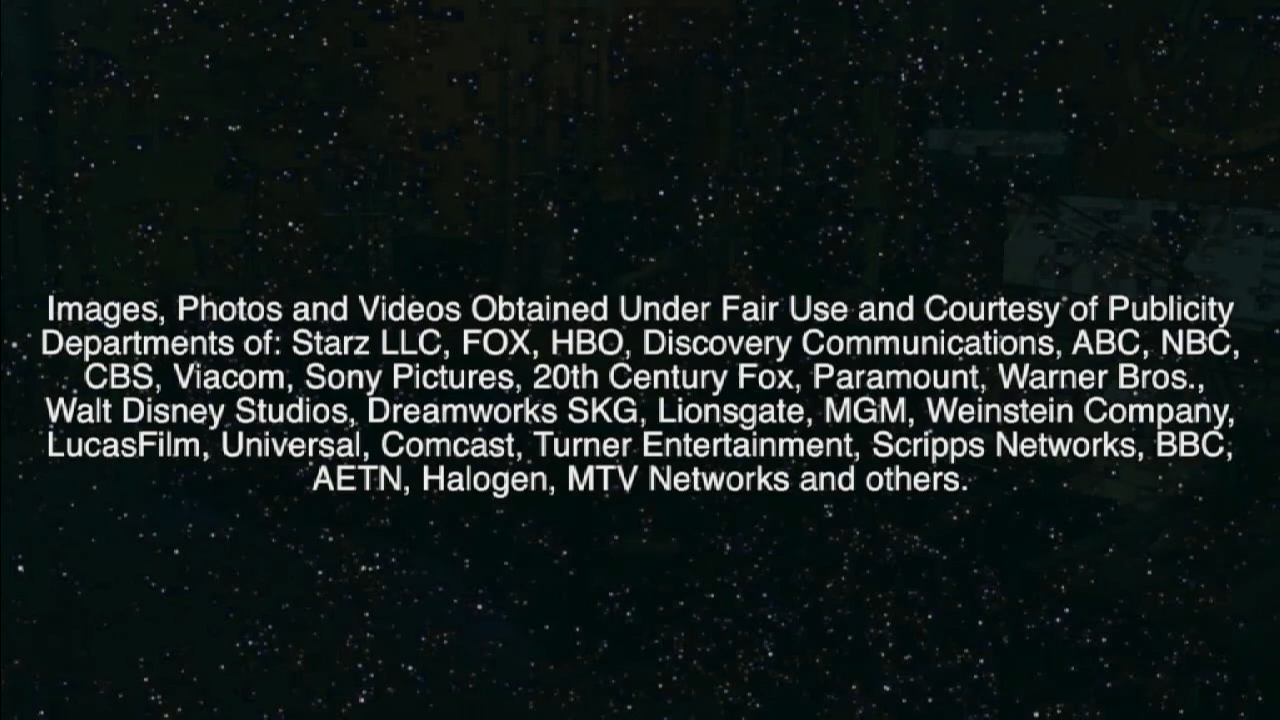 Images, Photos and Videos Obtained Under Fair Use and Courtesy of Publicity
Departments of: Starz LLC, FOX, HBO, Discovery Communications, ABC, NBC,
CBS, Viacom, Sony Pictures, 20th Century Fox, Paramount, Warner Bros.,
Walt Disney Studios, Dreamworks SKG, Lionsgate, MGM, Weinstein Company,
LucasFilm, Universal, Comcast, Turner Entertainment, Scripps Networks, BBC,
AETN, Halogen, MTV Networks and others.